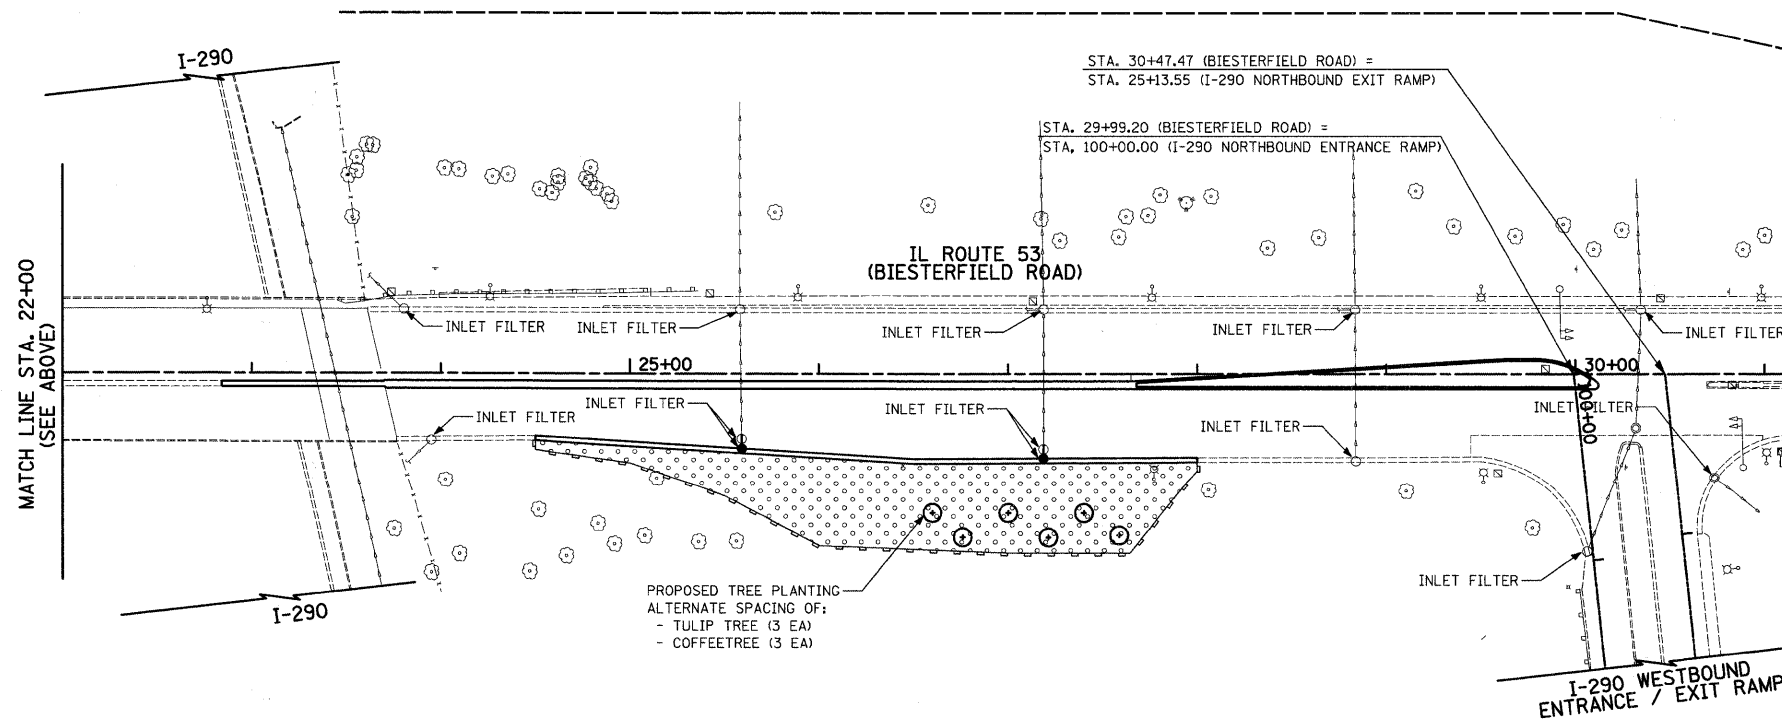 I-290
STA. 30+47.47 (BIESTERFIELD ROAD) =
STA. 25+13.55 (I-290 NORTHBOUND EXIT RAMP)
STA. 29+99.20 (BIESTERFIELD ROAD) =
STA. 100+00.00 (I-290 NORTHBOUND ENTRANCE RAMP)
IL ROUTE 53
(BIESTERFIELD ROAD)
MATCH LINE STA. 22+00
(SEE ABOVE)
INLET FILTER
INLET FILTER
INLET FILTER
INLET FILTER
INLET FILTER
25+00
30+00
INLET FILTER
INLET FILTER
INLET FILTER
INLET FILTER
INLET FILTER
00+00
INLET FILTER
PROPOSED TREE PLANTING
ALTERNATE SPACING OF:
- TULIP TREE (3 EA)
- COFFEETREE (3 EA)
I-290
I-290 WESTBOUND
ENTRANCE / EXIT RAMP